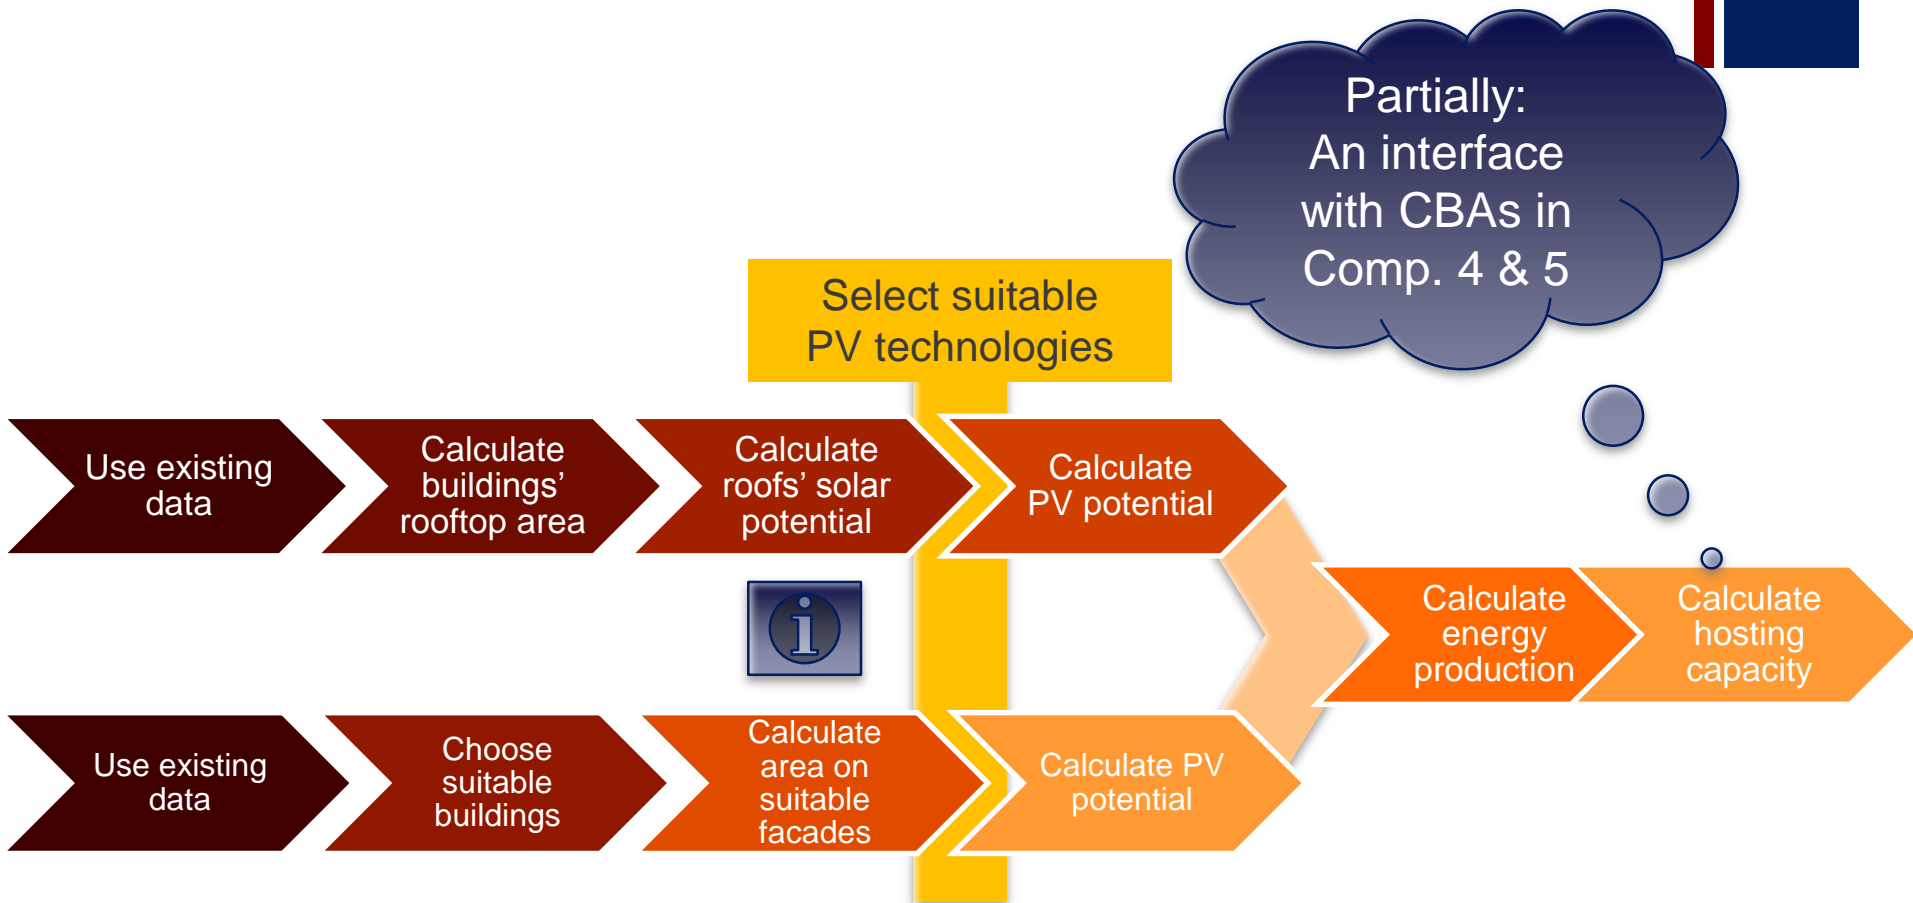 Partially:
An interface
with CBAs in
Comp. 4 & 5
Select suitable
PV technologies
Use existing
data
Calculate
buildings’
rooftop area
Calculate
roofs’ solar
potential
Calculate
PV potential
Calculate
energy
production
Calculate
hosting
capacity
Use existing
data
Choose
suitable
buildings
Calculate
area on
suitable
facades
Calculate PV
potential